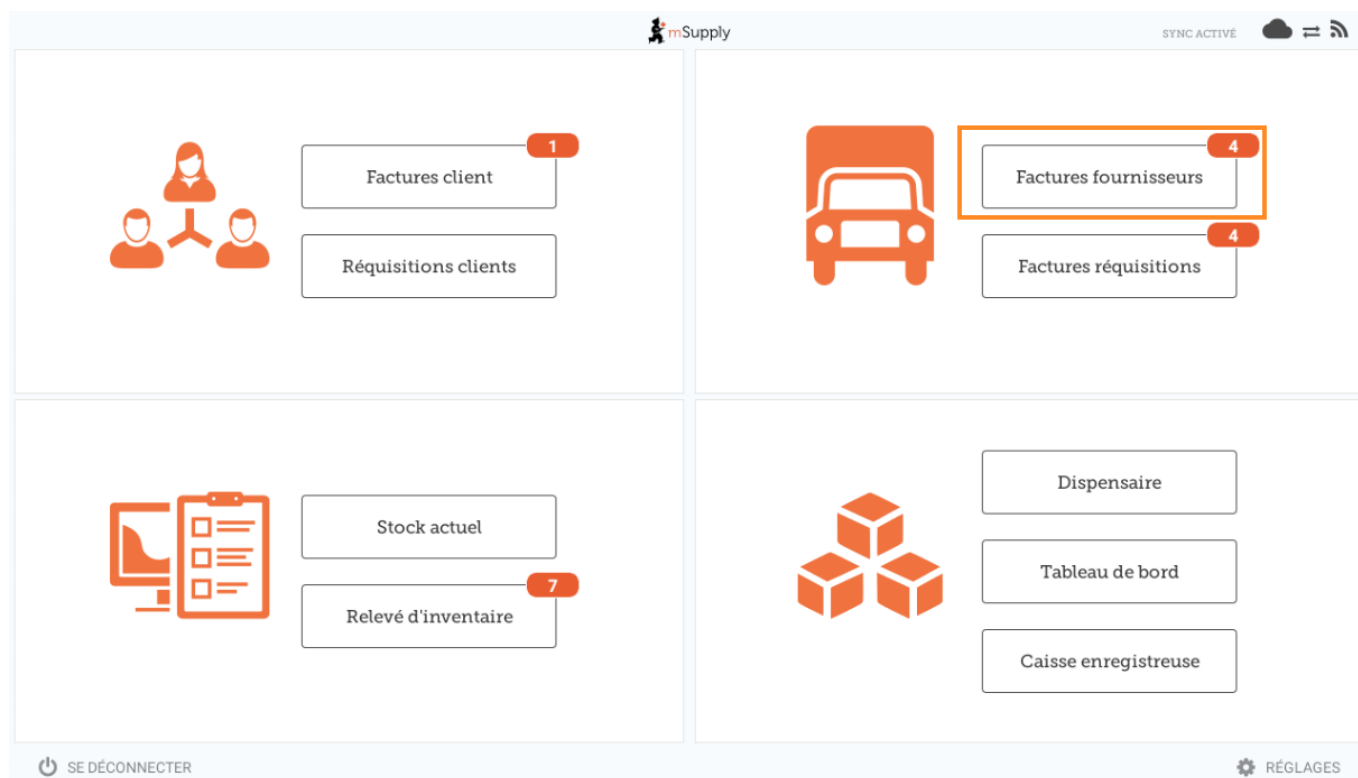 mSupply
SYNC ACTIVÉ
1
Factures client
Réquisitions clients
4
Factures fournisseurs
4
Factures réquisitions
Stock actuel
7
Relevé d'inventaire
Dispensaire
Tableau de bord
Caisse enregistreuse
SE DÉCONNECTER
RÉGLAGES